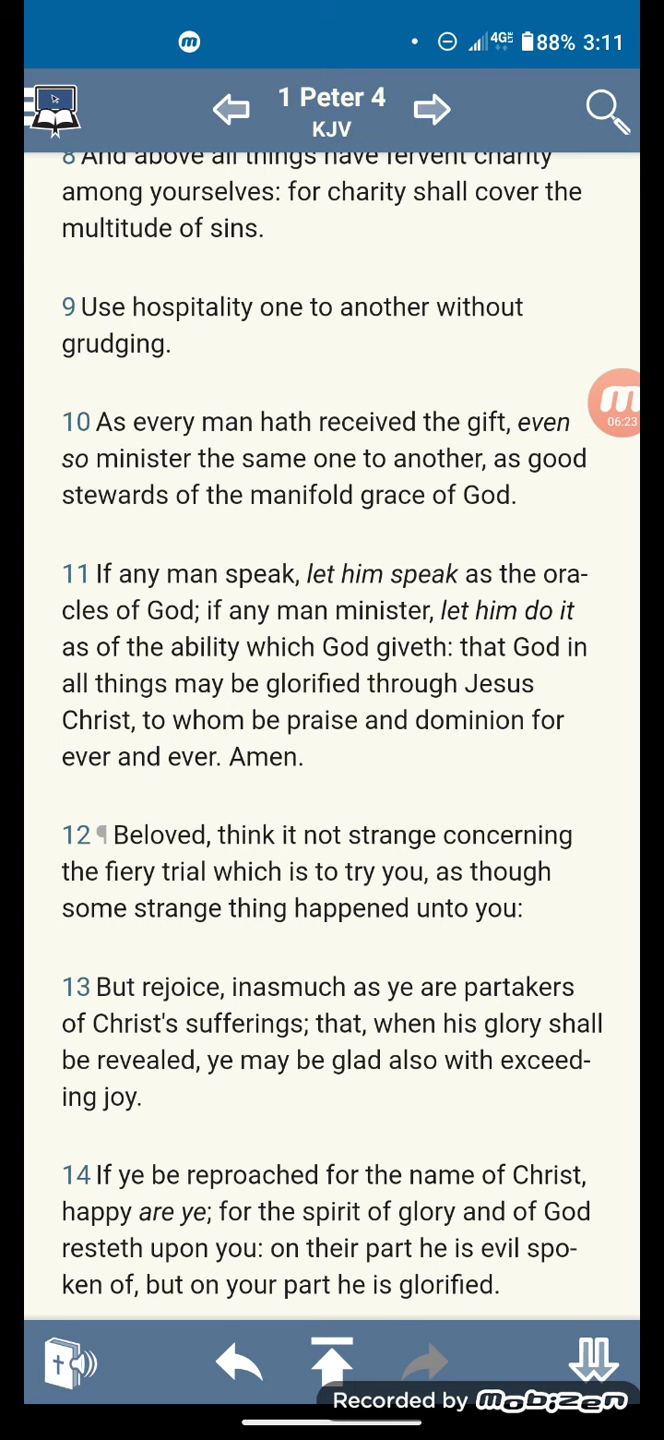 m
4G 88% 3:11
1 Peter 4
KJV
8 And above all things have fervent charity
among yourselves: for charity shall cover the
multitude of sins.
9 Use hospitality one to another without
grudging.
m
06:23
10 As every man hath received the gift, even
so minister the same one to another, as good
stewards of the manifold grace of God.
11 If any man speak, let him speak as the ora-
cles of God; if any man minister, let him do it
as of the ability which God giveth: that God in
all things may be glorified through Jesus
Christ, to whom be praise and dominion for
ever and ever. Amen.
12 ¶ Beloved, think it not strange concerning
the fiery trial which is to try you, as though
some strange thing happened unto you:
13 But rejoice, inasmuch as ye are partakers
of Christ's sufferings; that, when his glory shall
be revealed, ye may be glad also with exceed-
ing joy.
14 If ye be reproached for the name of Christ,
happy are ye; for the spirit of glory and of God
resteth upon you: on their part he is evil spo-
ken of, but on your part he is glorified.
Recorded by mobizen